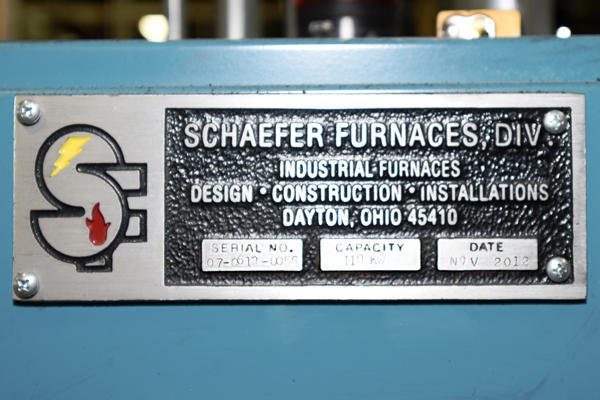 SCHAEFER FURNACES, DIV.
INDUSTRIAL FURNACES
DESIGN • CONSTRUCTION • INSTALLATIONS
DAYTON, OHIO 45410
SERIAL NO. CAPACITY DATE
NOV 2012